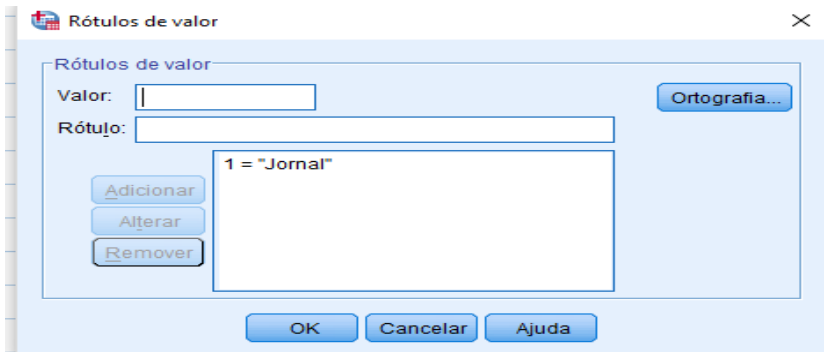 Rótulos de valor
Rótulos de valor
Valor:
Ortografia...
Rótulo:
1 = "Jornal"
Adicionar
Alterar
Remover
OK Cancelar Ajuda